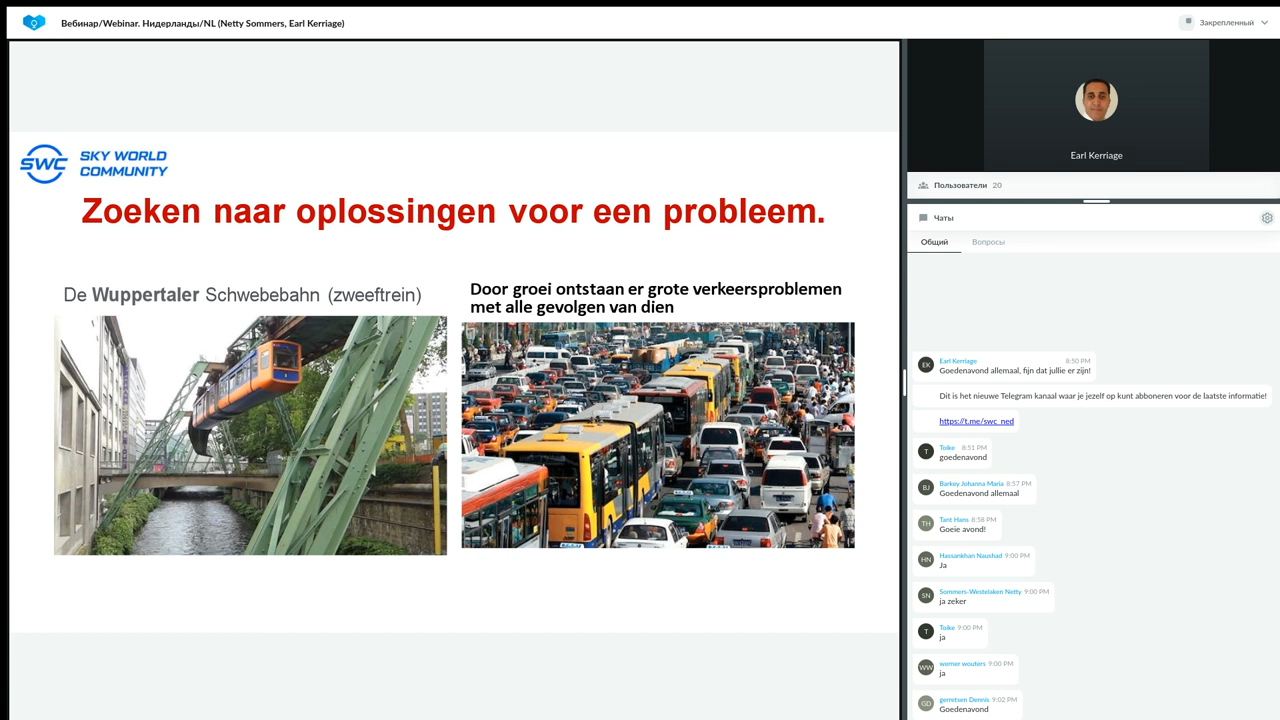 Вебинар/Webinar. Нидерланды/NL (Netty Sommers, Earl Kerriage)
Закрепленный
SWC
SKY WORLD
COMMUNITY
Zoeken naar oplossingen voor een probleem.
De Wuppertaler Schwebebahn (zweeftrein)
Door groei ontstaan er grote verkeersproblemen
met alle gevolgen van dien
Earl Kerriage
Пользователи 20
Чаты
Общий Вопросы
EK
Earl Kerriage 8:50 PM
Goedenavond allemaal, fijn dat jullie er zijn!
Dit is het nieuwe Telegram kanaal waar je jezelf op kunt abboneren voor de laatste informatie!
https://t.me/swc_ned
T
Toike 8:51 PM
goedenavond
BJ
Barkey Johanna Maria 8:57 PM
Goedenavond allemaal
TH
Tant Hans 8:58 PM
Goeie avond!
HN
Hassankhan Naushad 9:00 PM
Ja
SN
Sommers-Westelaken Netty 9:00 PM
ja zeker
T
Toike 9:00 PM
ja
WW
werner wouters 9:00 PM
ja
GD
gerretsen Dennis 9:02 PM
Goedenavond